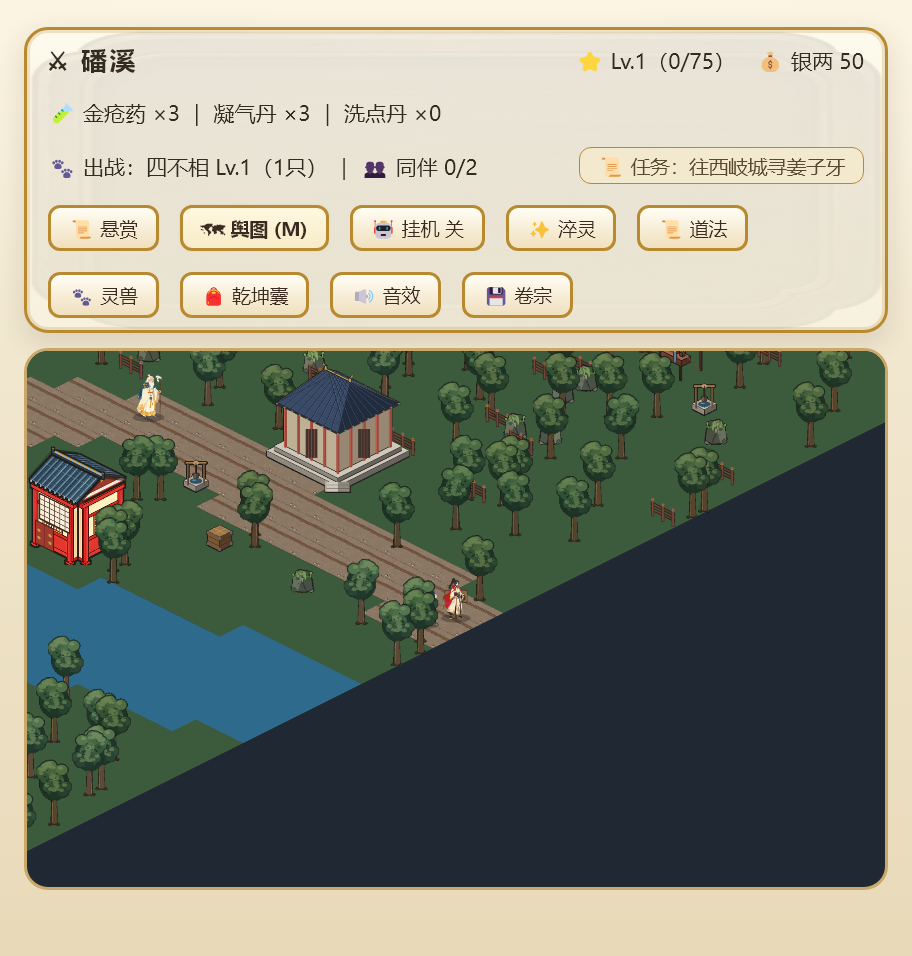 磻溪
Lv.1（0/75） 银两 50
金疮药 ×3 | 凝气丹 ×3 | 洗点丹 ×0
出战：四不相 Lv.1（1只） | 同伴 0/2
任务：往西岐城寻姜子牙
悬赏 舆图 (M) 挂机 关 淬灵 道法
灵兽 乾坤囊 音效 卷宗